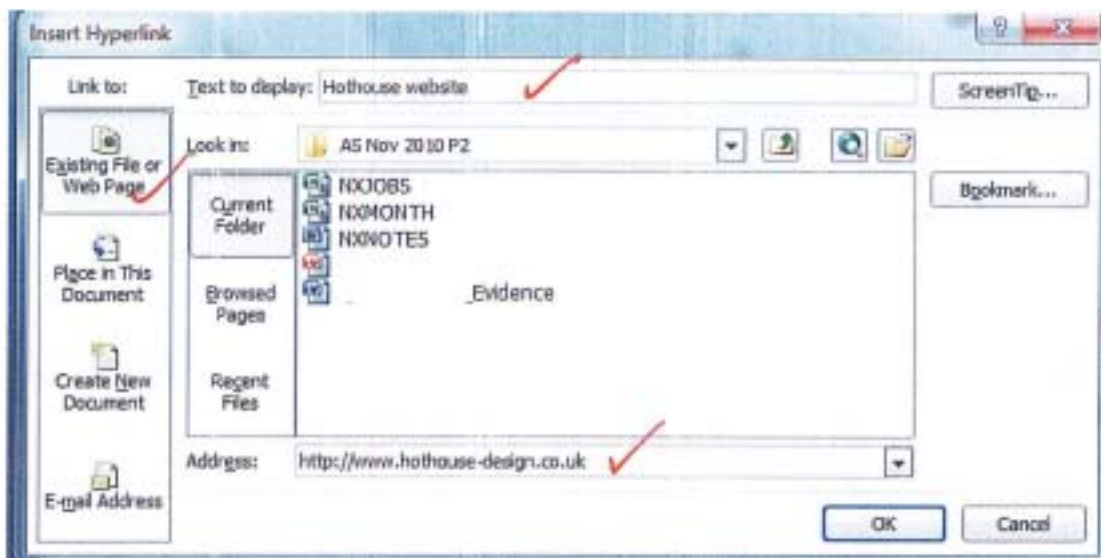 Insert Hyperlink
Link to:
Text to display: Hothouse website
ScreenTip...
Existing File or
Web Page
Look in: AS Nov 2010 P2
Current
Folder
NXJOBS
NXMONTH
NXNOTES
_ _Evidence
Bookmark...
Place in This
Document
Browsed
Pages
Create New
Document
Recent
Files
E-mail Address
Address: http://www.hothouse-design.co.uk
OK
Cancel